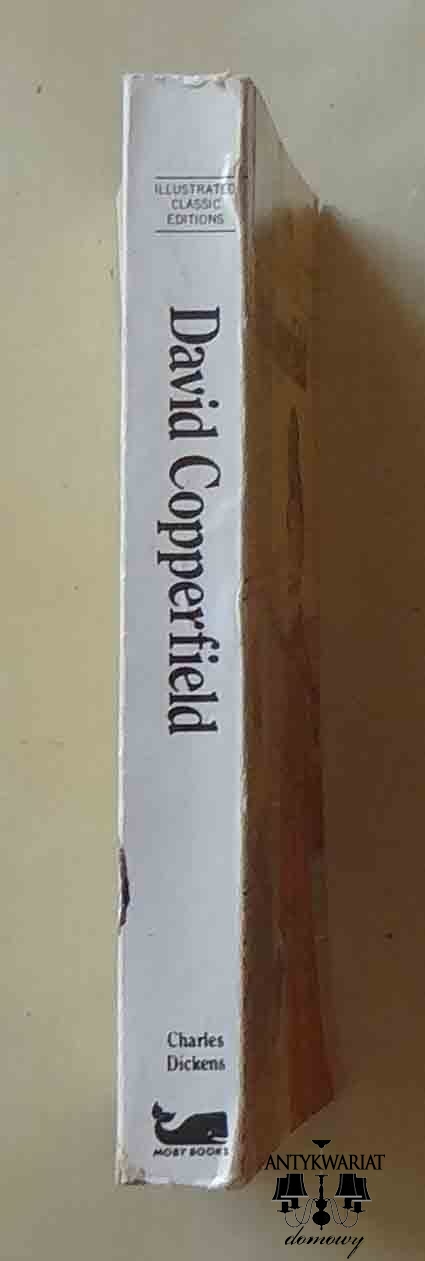 ILLUSTRATED
CLASSIC
EDITIONS
David Copperfield
Charles
Dickens
MOBY BOOKS
ANTYKWARIAT
domowy